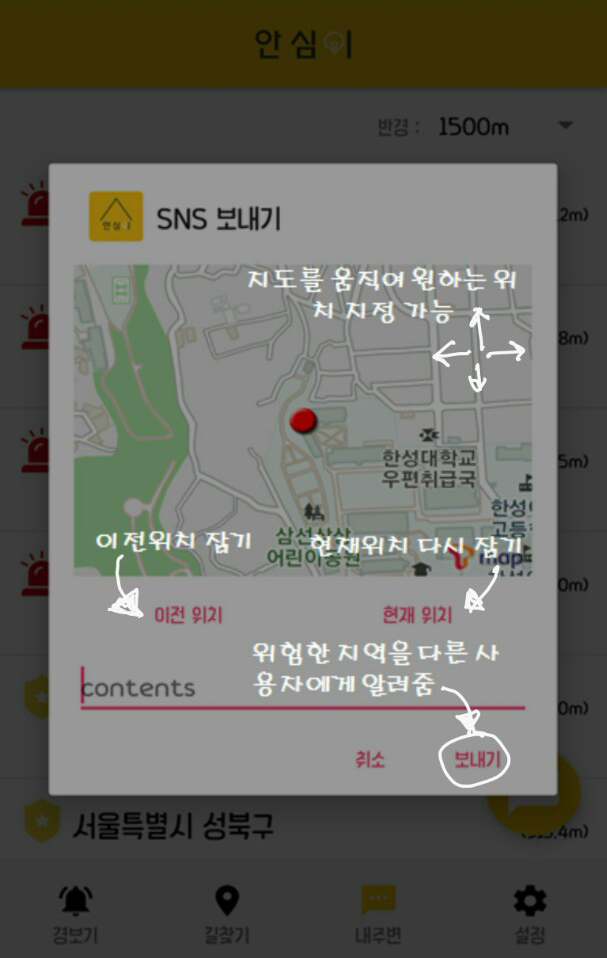 안심이
반경 : 1500m
안심이
SNS 보내기
2m)
지도를 움직여 원하는 위
치 지정 가능
8m)
한성대학교
우편취급국
5m)
한성
고등
이전위치 잡기
삼선상상
어린이공원
현재위치 다시 잡기
map
0m)
이전 위치
현재 위치
위험한 지역을 다른 사
용자에게 알려줌
contents
0m)
취소
보내기
서울특별시 성북구
.4m)
경보기
길찾기
내주변
설정